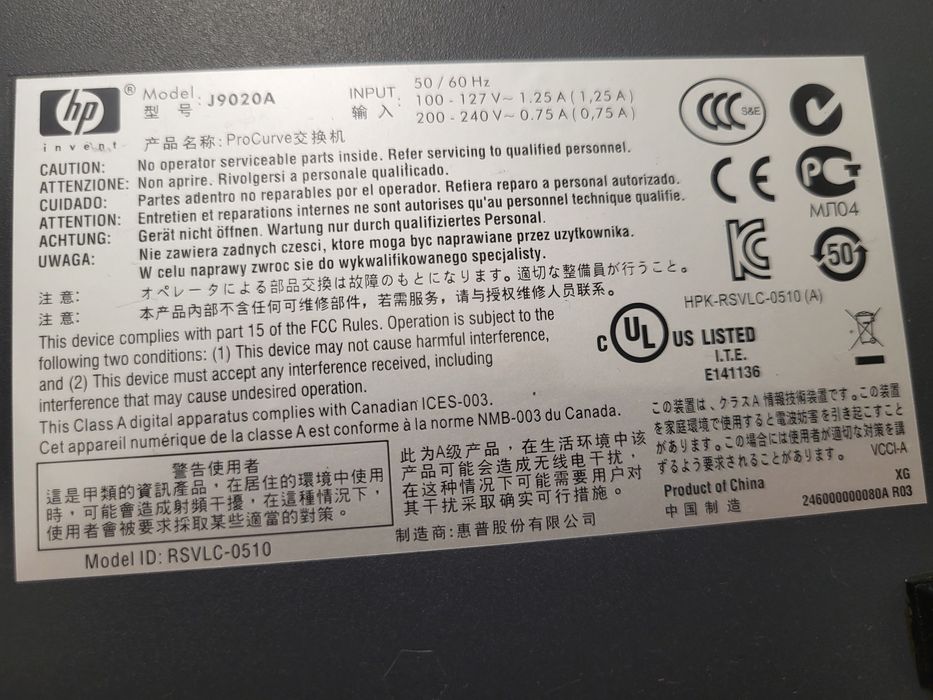 hp ®
invent
Model : J9020A
型 号
INPUT : 50 / 60 Hz
输 入 100 - 127 V~ 1.25 A ( 1,25 A )
200 - 240 V~ 0.75 A ( 0,75 A )
产品名称: ProCurve交换机
CAUTION: No operator serviceable parts inside. Refer servicing to qualified personnel.
ATTENZIONE: Non aprire. Rivolgersi a personale qualificado.
CUIDADO: Partes adentro no reparables por el operador. Refiera reparo a personal autorizado.
ATTENTION: Entretien et reparations internes ne sont autorises qu'au personnel technique qualifie.
ACHTUNG: Gerät nicht öffnen. Wartung nur durch qualifiziertes Personal.
UWAGA: Nie zawiera zadnych czesci, ktore moga byc naprawiane przez uzytkownika.
W celu naprawy zwroc sie do wykwalifikowanego specjalisty.
注 意: オペレータによる部品交換は故障のもとになります。適切な整備員が行うこと。
注 意: 本产品内部不含任何可维修部件，若需服务，请与授权维修人员联系。
This device complies with part 15 of the FCC Rules. Operation is subject to the
following two conditions: (1) This device may not cause harmful interference,
and (2) This device must accept any interference received, including
interference that may cause undesired operation.
This Class A digital apparatus complies with Canadian ICES-003.
Cet appareil numérique de la classe A est conforme à la norme NMB-003 du Canada.
警告使用者
這是甲類的資訊產品，在居住的環境中使用
時，可能會造成射頻干擾，在這種情況下，
使用者會被要求採取某些適當的對策。
Model ID: RSVLC-0510
此为A级产品，在生活环境中该
产品可能会造成无线电干扰，
在这种情况下可能需要用户对
其干扰采取确实可行措施。
制造商:惠普股份有限公司
CCC S&E
CE
PCT
МЛ04
KC
50
HPK-RSVLC-0510 (A)
C UL US LISTED
I.T.E.
E141136
この装置は、クラスA 情報技術装置です。この装置
を家庭環境で使用すると電波妨害を引き起こすこと
があります。この場合には使用者が適切な対策を講
ずるよう要求されることがあります。 VCCI-A
Product of China
中 国 制 造
XG
246000000080A R03